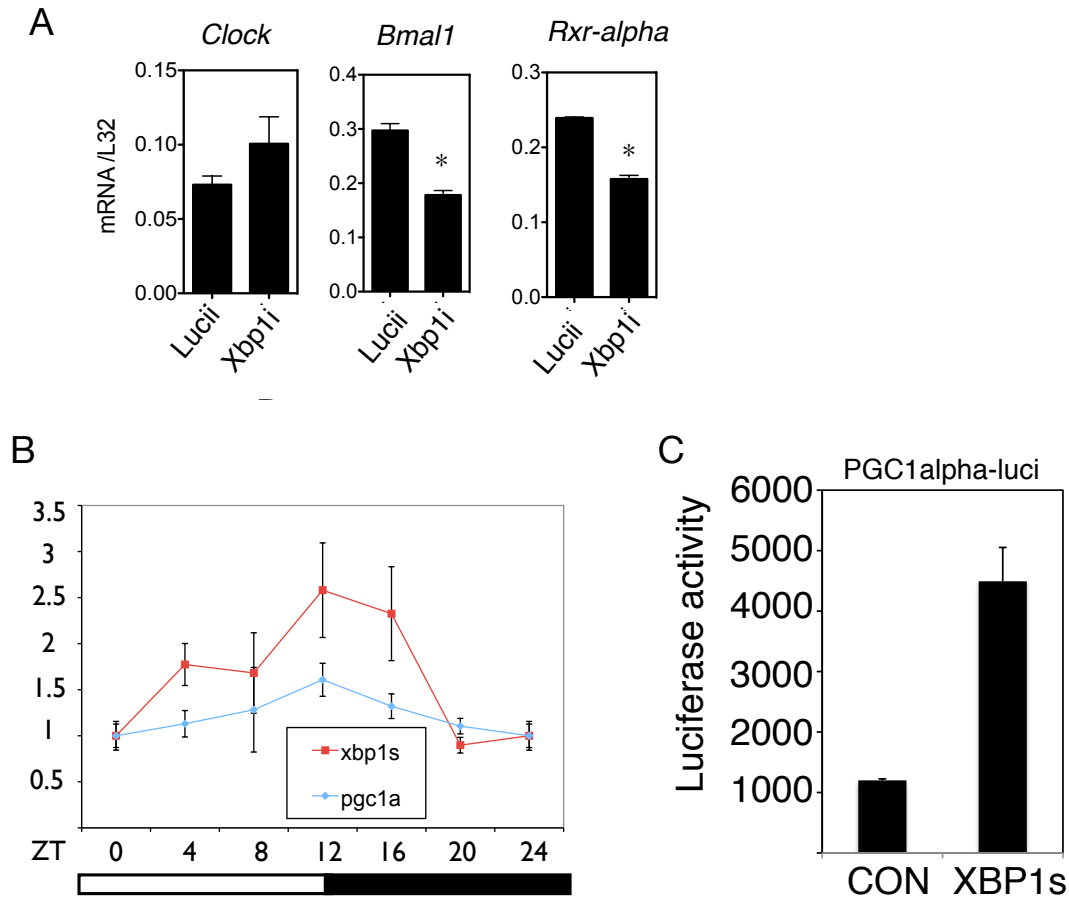 A
Clock Bmal1 Rxr-alpha
mRNA/L32
0.15
0.10
0.05
0.00
0.4
0.3
0.2
0.1
0.0
0.3
0.2
0.1
0.0
*
*
Lucii Xbp1i Lucii Xbp1i Lucii Xbp1i
B
3.5
3
2.5
2
1.5
1
0.5
xbp1s
pgc1a
ZT 0 4 8 12 16 20 24
C
PGC1alpha-luci
Luciferase activity
6000
5000
4000
3000
2000
1000
CON XBP1s